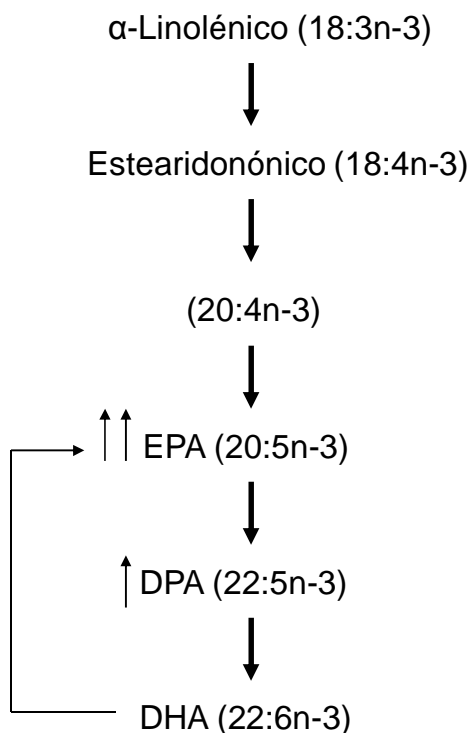 α-Linolénico (18:3n-3)
Estearidonónico (18:4n-3)
(20:4n-3)
EPA (20:5n-3)
DPA (22:5n-3)
DHA (22:6n-3)